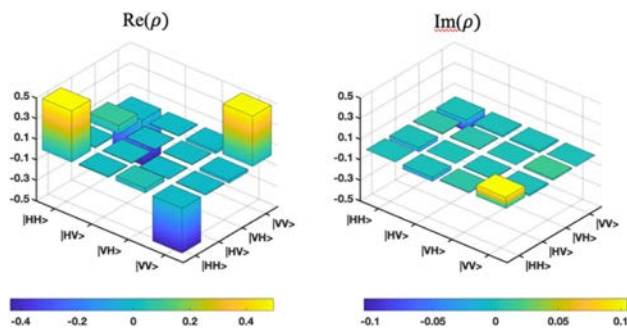 Re(ρ)
Im(ρ)
0.5
0.3
0.1
-0.1
-0.3
-0.5
|HH>
|HV>
|VH>
|VV>
|HH>
|HV>
|VH>
|VV>
0.5
0.3
0.1
-0.1
-0.3
-0.5
|HH>
|HV>
|VH>
|VV>
|HH>
|HV>
|VH>
|VV>
-0.4 -0.2 0 0.2 0.4
-0.1 -0.05 0 0.05 0.1